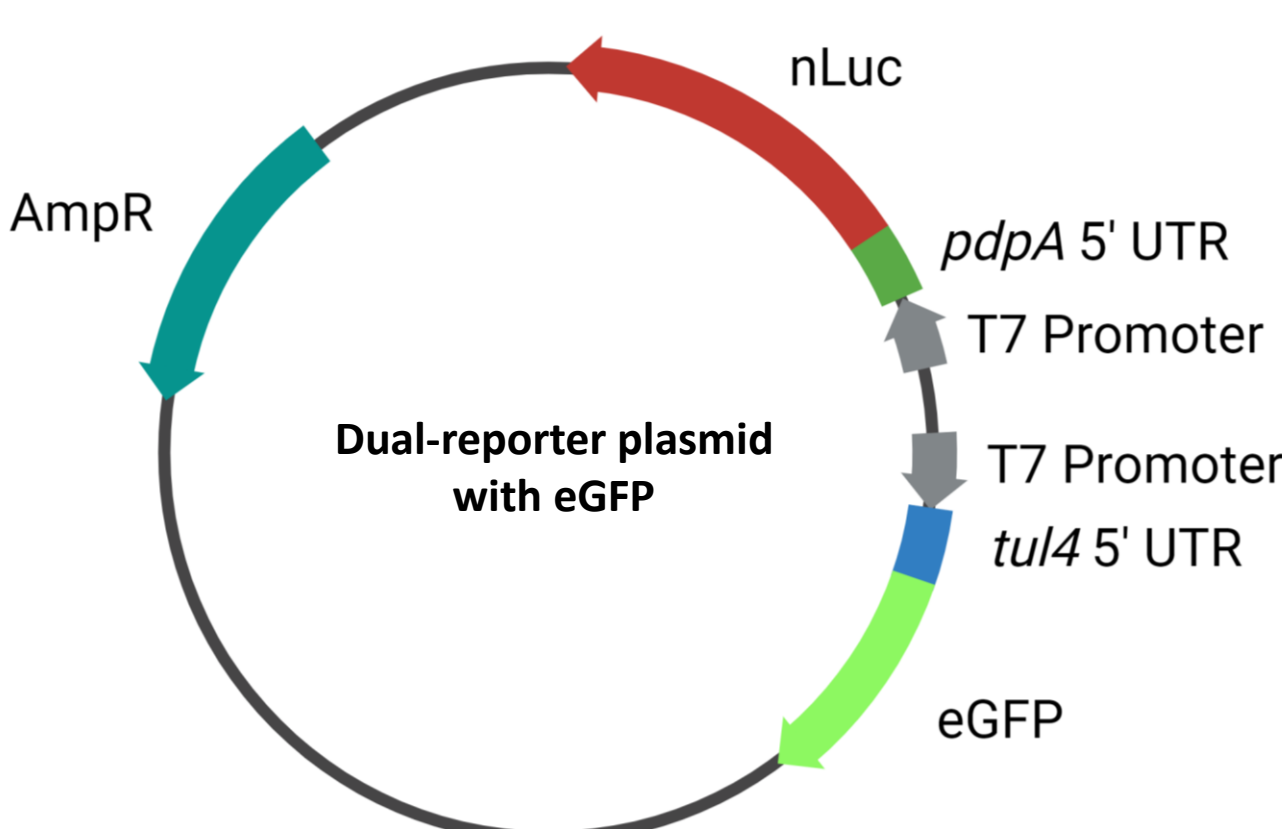 nLuc
AmpR
pdpA 5' UTR
T7 Promoter
Dual-reporter plasmid
with eGFP
T7 Promoter
tul4 5' UTR
eGFP